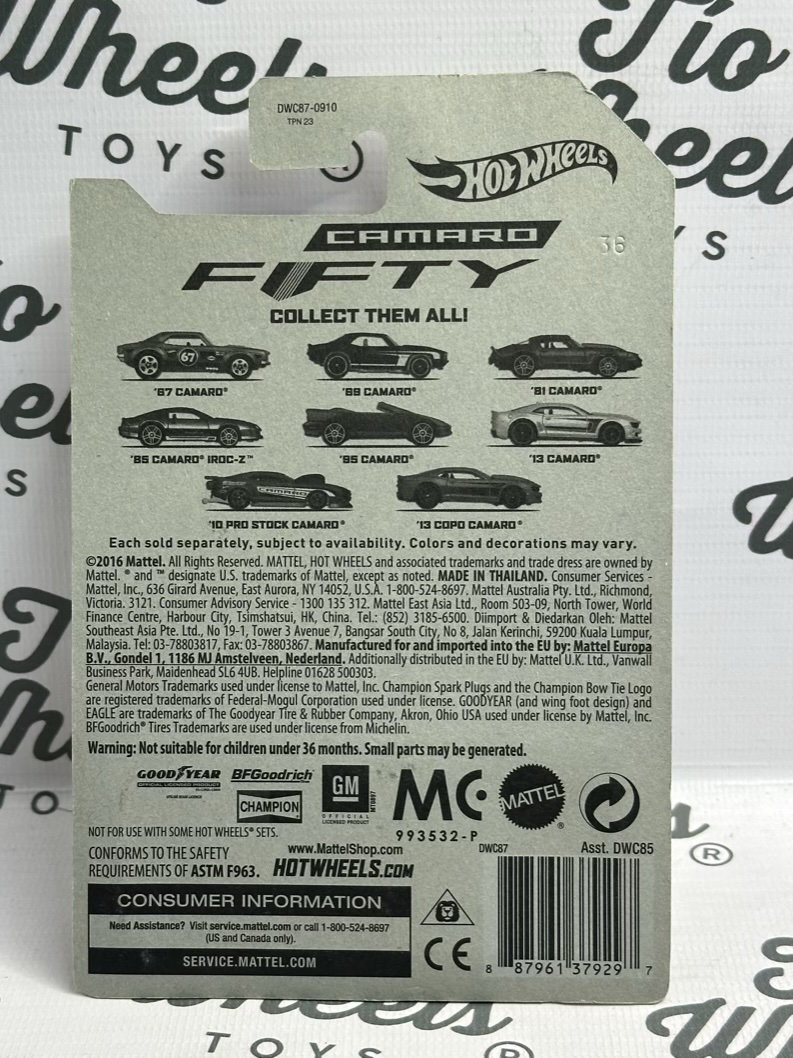 Wheels
TOYS ®
Tío
DWC87-0910
TPN 23
HOT WHEELS
36
CAMARO
FIFTY
COLLECT THEM ALL!
67
'67 CAMARO®
'69 CAMARO®
'81 CAMARO®
'85 CAMARO® IROC-Z™
'95 CAMARO®
'13 CAMARO®
CAMARO
'10 PRO STOCK CAMARO®
'13 COPO CAMARO®
Each sold separately, subject to availability. Colors and decorations may vary.
©2016 Mattel. All Rights Reserved. MATTEL, HOT WHEELS and associated trademarks and trade dress are owned by
Mattel. ® and ™ designate U.S. trademarks of Mattel, except as noted. MADE IN THAILAND. Consumer Services -
Mattel, Inc., 636 Girard Avenue, East Aurora, NY 14052, U.S.A. 1-800-524-8697. Mattel Australia Pty. Ltd., Richmond,
Victoria. 3121. Consumer Advisory Service - 1300 135 312. Mattel East Asia Ltd., Room 503-09, North Tower, World
Finance Centre, Harbour City, Tsimshatsui, HK, China. Tel.: (852) 3185-6500. Diimport & Diedarkan Oleh: Mattel
Southeast Asia Pte. Ltd., No 19-1, Tower 3 Avenue 7, Bangsar South City, No 8, Jalan Kerinchi, 59200 Kuala Lumpur,
Malaysia. Tel: 03-78803817, Fax: 03-78803867. Manufactured for and imported into the EU by: Mattel Europa
B.V., Gondel 1, 1186 MJ Amstelveen, Nederland. Additionally distributed in the EU by: Mattel U.K. Ltd., Vanwall
Business Park, Maidenhead SL6 4UB. Helpline 01628 500303.
General Motors Trademarks used under license to Mattel, Inc. Champion Spark Plugs and the Champion Bow Tie Logo
are registered trademarks of Federal-Mogul Corporation used under license. GOODYEAR (and wing foot design) and
EAGLE are trademarks of The Goodyear Tire & Rubber Company, Akron, Ohio USA used under license by Mattel, Inc.
BFGoodrich® Tires Trademarks are used under license from Michelin.
Warning: Not suitable for children under 36 months. Small parts may be generated.
GOODYEAR
OFFICIAL LICENSED PRODUCT
BFGoodrich™
CHAMPION
GM
OFFICIAL
LICENSED PRODUCT
MC
993532-P
MATTEL
®
NOT FOR USE WITH SOME HOT WHEELS® SETS.
CONFORMS TO THE SAFETY
REQUIREMENTS OF ASTM F963.
www.MattelShop.com
HOTWHEELS.COM
DWC87
Asst. DWC85
CONSUMER INFORMATION
Need Assistance? Visit service.mattel.com or call 1-800-524-8697
(US and Canada only).
SERVICE.MATTEL.COM
CE
8 87961 37929 7
Wheels
TOYS ®